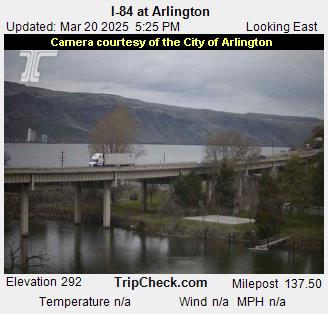 I-84 at Arlington
Updated: Mar 20 2025 5:25 PM Looking East
Camera courtesy of the City of Arlington
Elevation 292 TripCheck.com Milepost 137.50
Temperature n/a Wind n/a MPH n/a